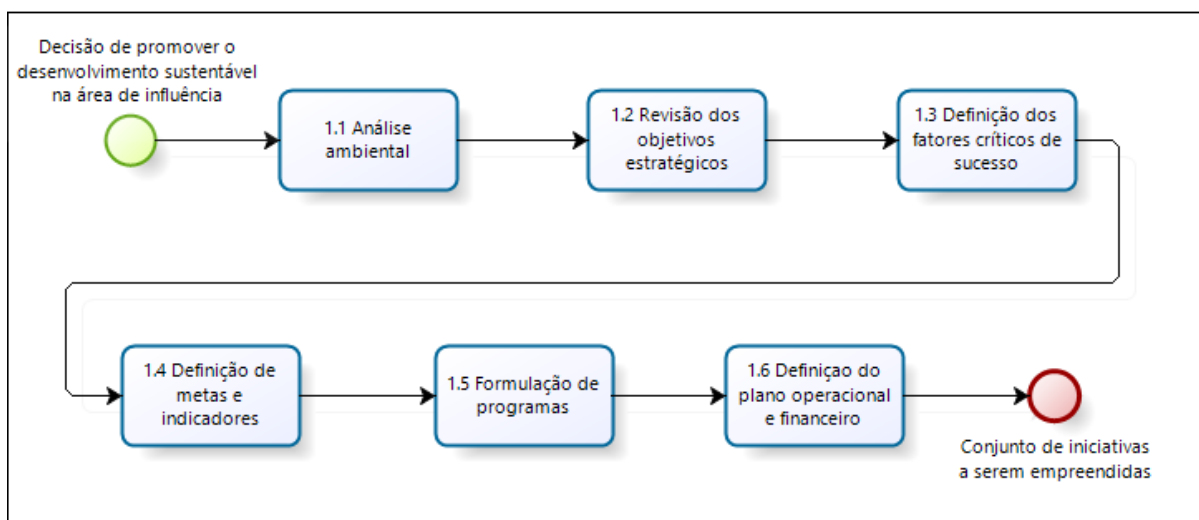 Decisão de promover o
desenvolvimento sustentável
na área de influência
1.1 Análise
ambiental
1.2 Revisão dos
objetivos
estratégicos
1.3 Definição dos
fatores críticos de
sucesso
1.4 Definição de
metas e
indicadores
1.5 Formulação de
programas
1.6 Definiçao do
plano operacional
e financeiro
Conjunto de iniciativas
a serem empreendidas